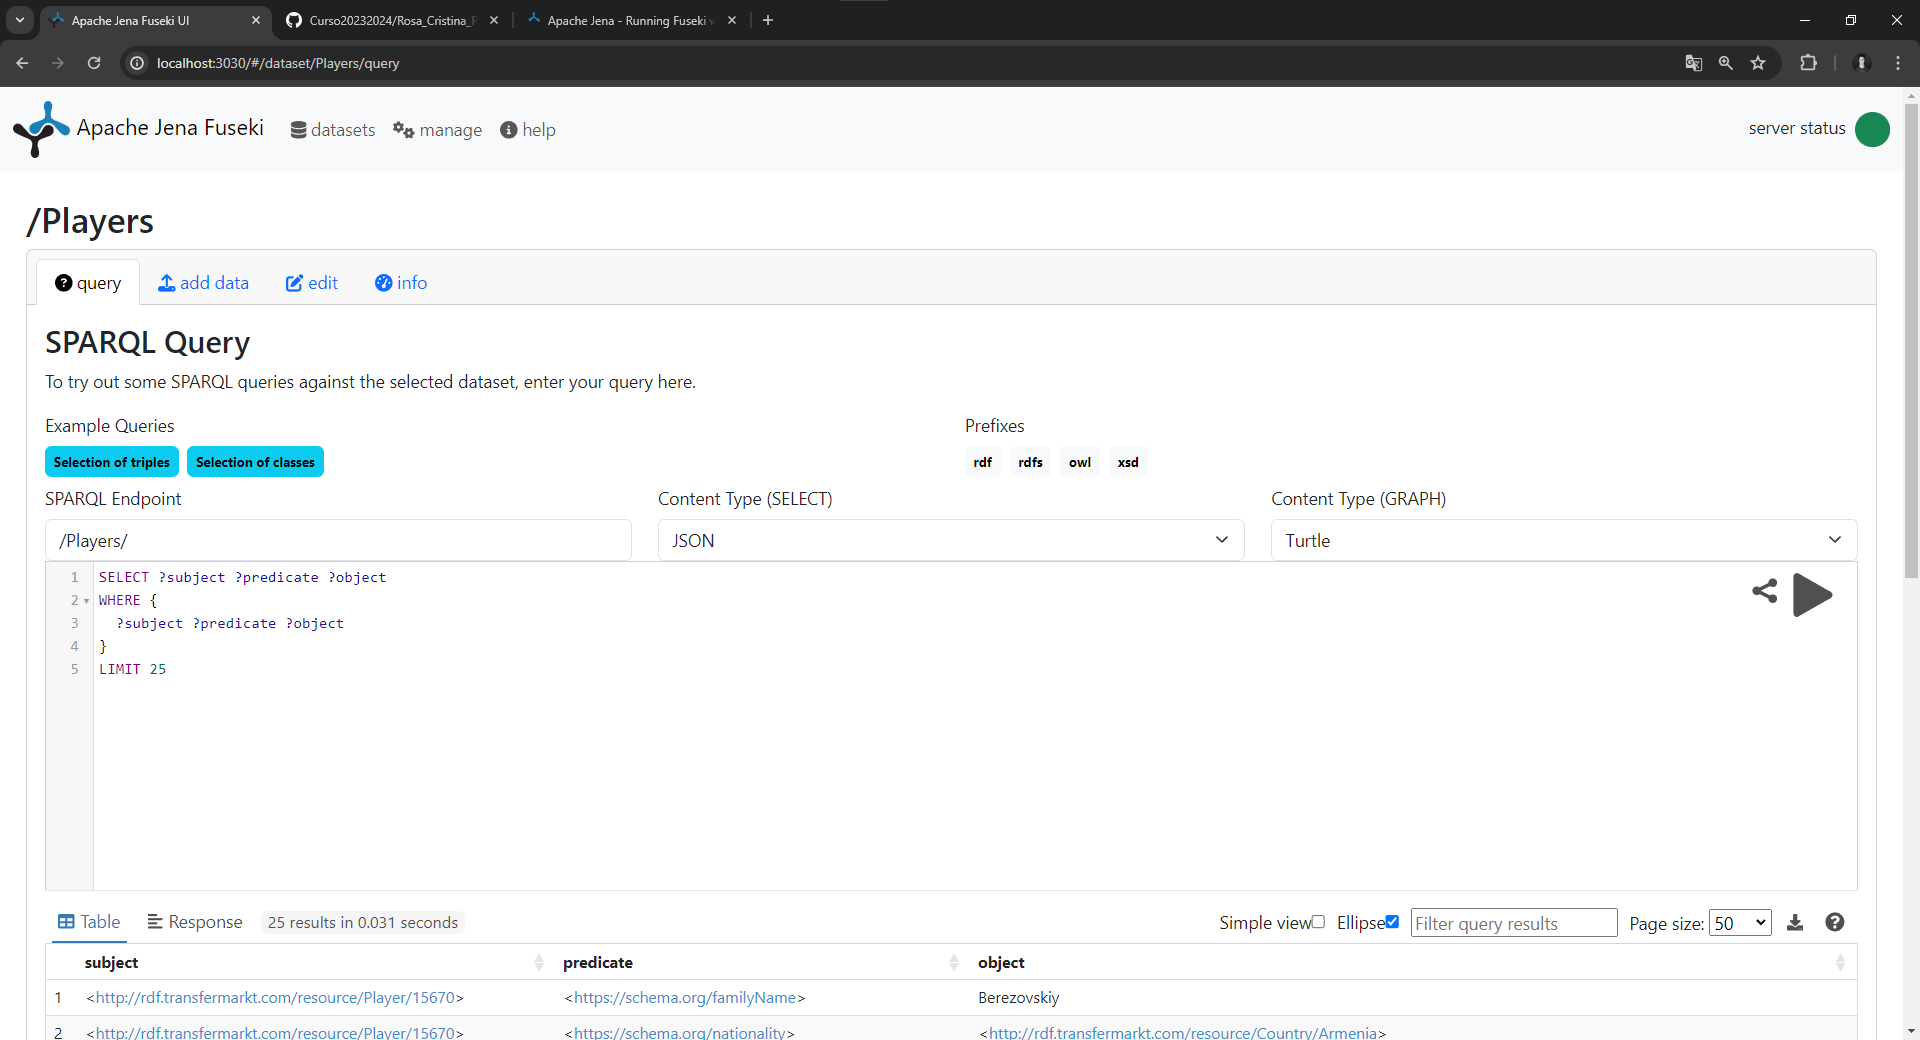 Apache Jena Fuseki UI
Curso20232024/Rosa_Cristina_
Apache Jena - Running Fuseki
localhost:3030/#/dataset/Players/query
Apache Jena Fuseki datasets manage help server status
/Players
query add data edit info
SPARQL Query
To try out some SPARQL queries against the selected dataset, enter your query here.
Example Queries
Selection of triples Selection of classes
Prefixes
rdf rdfs owl xsd
SPARQL Endpoint
/Players/
Content Type (SELECT)
JSON
Content Type (GRAPH)
Turtle
1 SELECT ?subject ?predicate ?object
2 WHERE {
3 ?subject ?predicate ?object
4 }
5 LIMIT 25
Table Response 25 results in 0.031 seconds Simple view Ellipse Filter query results Page size: 50
subject predicate object
1 <http://rdf.transfermarkt.com/resource/Player/15670> <https://schema.org/familyName> Berezovskiy
2 <http://rdf.transfermarkt.com/resource/Player/15670> <https://schema.org/nationality> <http://rdf.transfermarkt.com/resource/Country/Armenia>